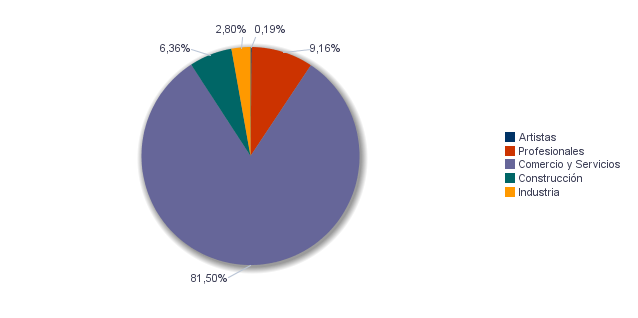 2,80% 0,19%
6,36% 9,16%
Artistas
Profesionales
Comercio y Servicios
Construcción
Industria
81,50%